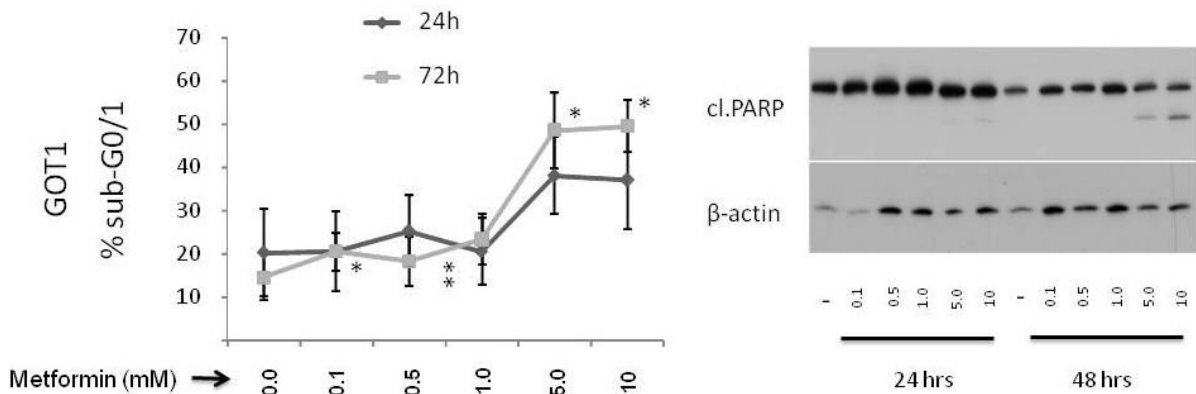 24h
72h
70
60
50
40
30
20
10
GOT1
% sub-G0/1
*
*
*
*
*
Metformin (mM)
0.0
0.1
0.5
1.0
5.0
10
cl.PARP
β-actin
- 0.1 0.5 1.0 5.0 10 - 0.1 0.5 1.0 5.0 10
24 hrs 48 hrs